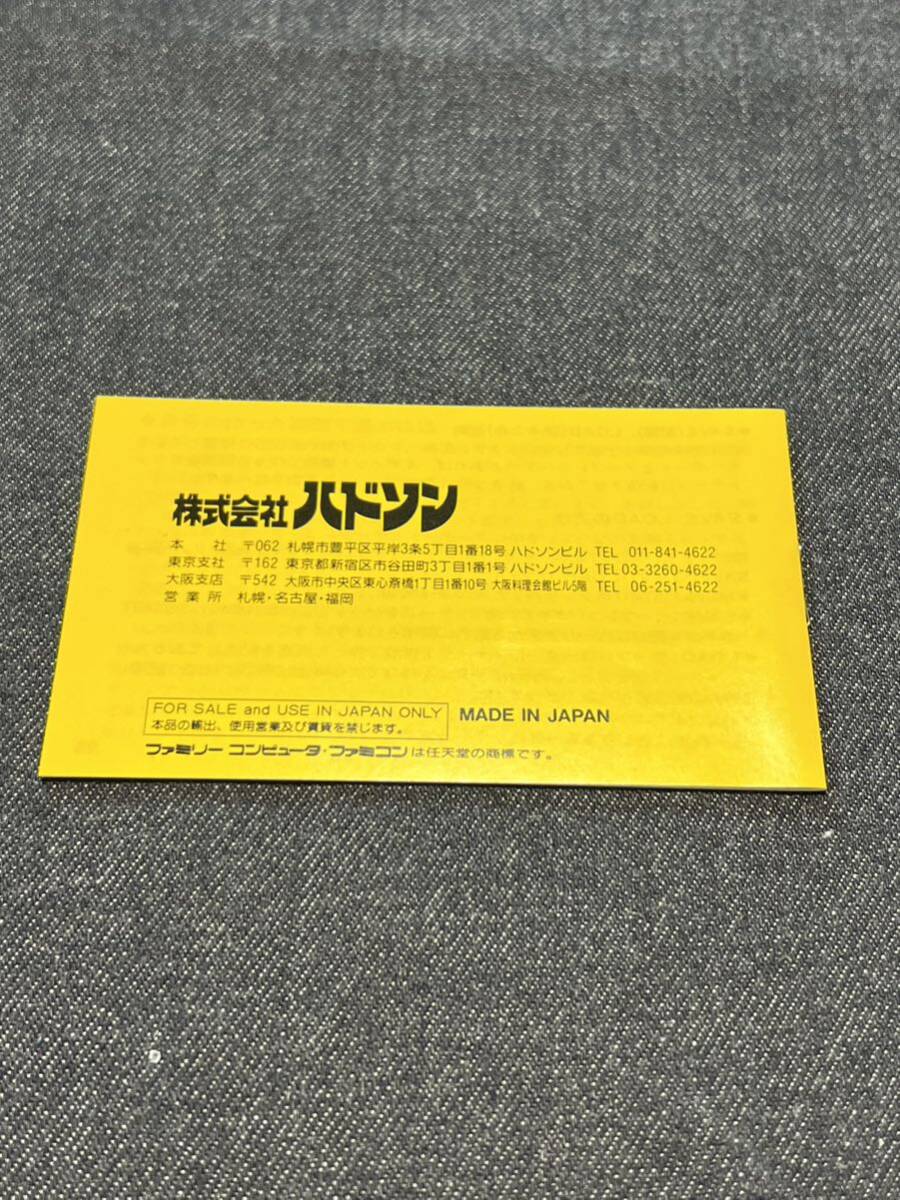 株式会社ハドソン
本 社 〒062 札幌市豊平区平岸3条5丁目1番18号 ハドソンビル TEL 011-841-4622
東京支社 〒162 東京都新宿区市谷田町3丁目1番1号 ハドソンビル TEL 03-3260-4622
大阪支店 〒542 大阪市中央区東心斎橋1丁目1番10号 大阪料理会館ビル5階 TEL 06-251-4622
営業所 札幌・名古屋・福岡
FOR SALE and USE IN JAPAN ONLY
本品の輸出、使用営業及び賃貸を禁じます。
MADE IN JAPAN
ファミリー コンピュータ・ファミコンは任天堂の商標です。